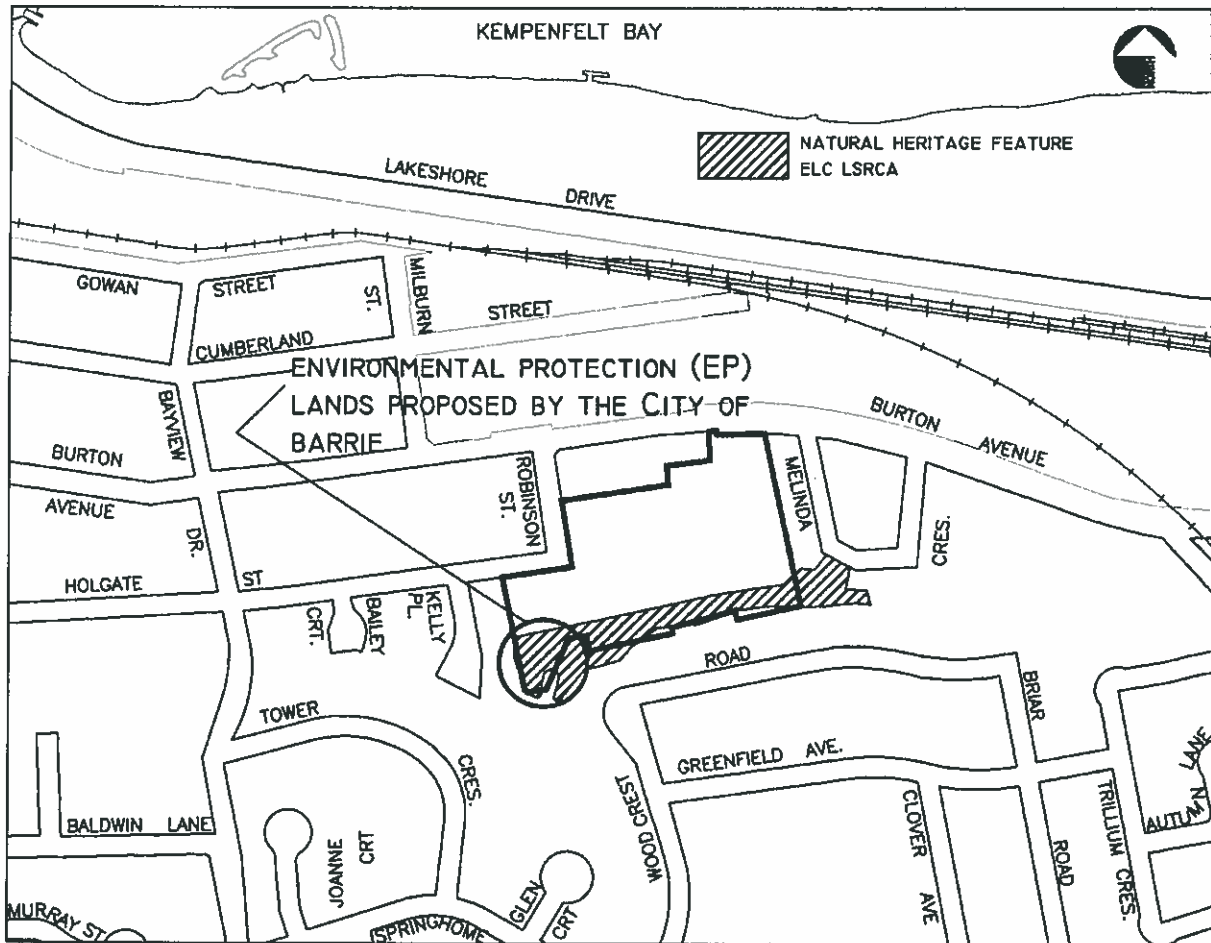 KEMPENFELT BAY
NATURAL HERITAGE FEATURE
ELC LSRCA
LAKESHORE DRIVE
GOWAN STREET
ST.
MILBURN
STREET
CUMBERLAND
ENVIRONMENTAL PROTECTION (EP)
LANDS PROPOSED BY THE CITY OF
BARRIE
BAYVIEW
BURTON
AVENUE
BURTON
AVENUE
ROBINSON
ST.
MELINDA
CRES.
DR.
HOLGATE ST
CRT.
BAILEY
KELLY
PL.
ROAD
BRIAR
TOWER
CRES.
GREENFIELD AVE.
WOOD CREST
CLOVER
AVE
ROAD
TRILLIUM CRES.
LANE
AUTUMN
BALDWIN LANE
JOANNE
CRT
GLEN
CRT
MURRAY ST
SPRINGHOME